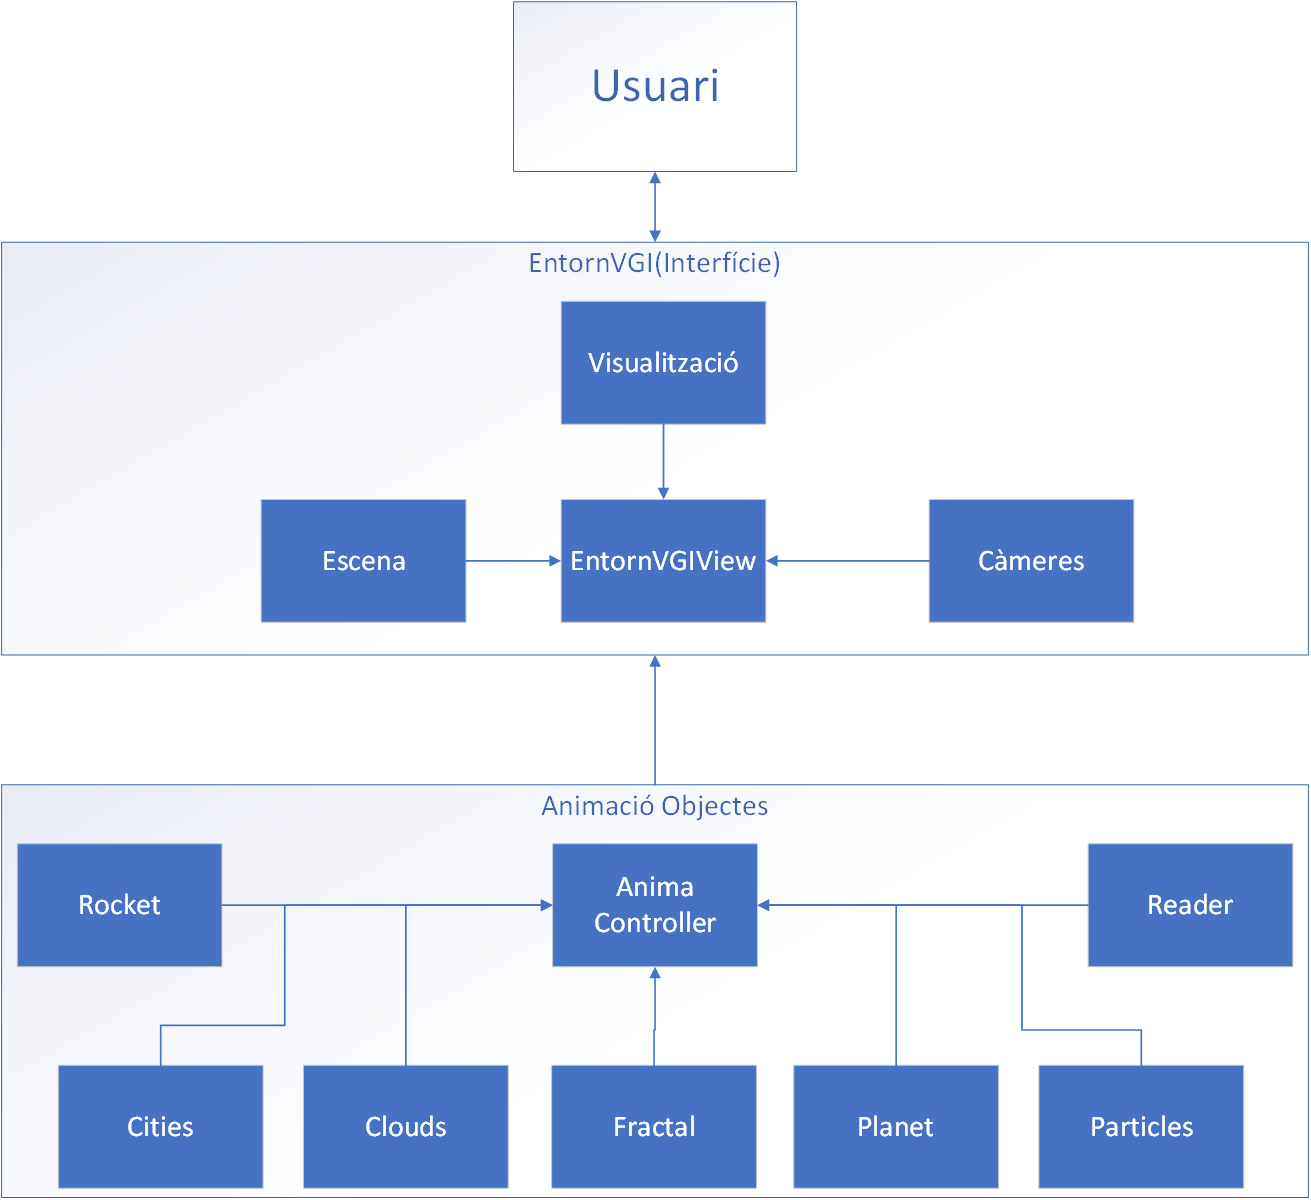 Usuari
EntornVGI(Interfície)
Visualització
Escena
EntornVGIView
Càmeres
Animació Objectes
Rocket
Anima
Controller
Reader
Cities
Clouds
Fractal
Planet
Particles